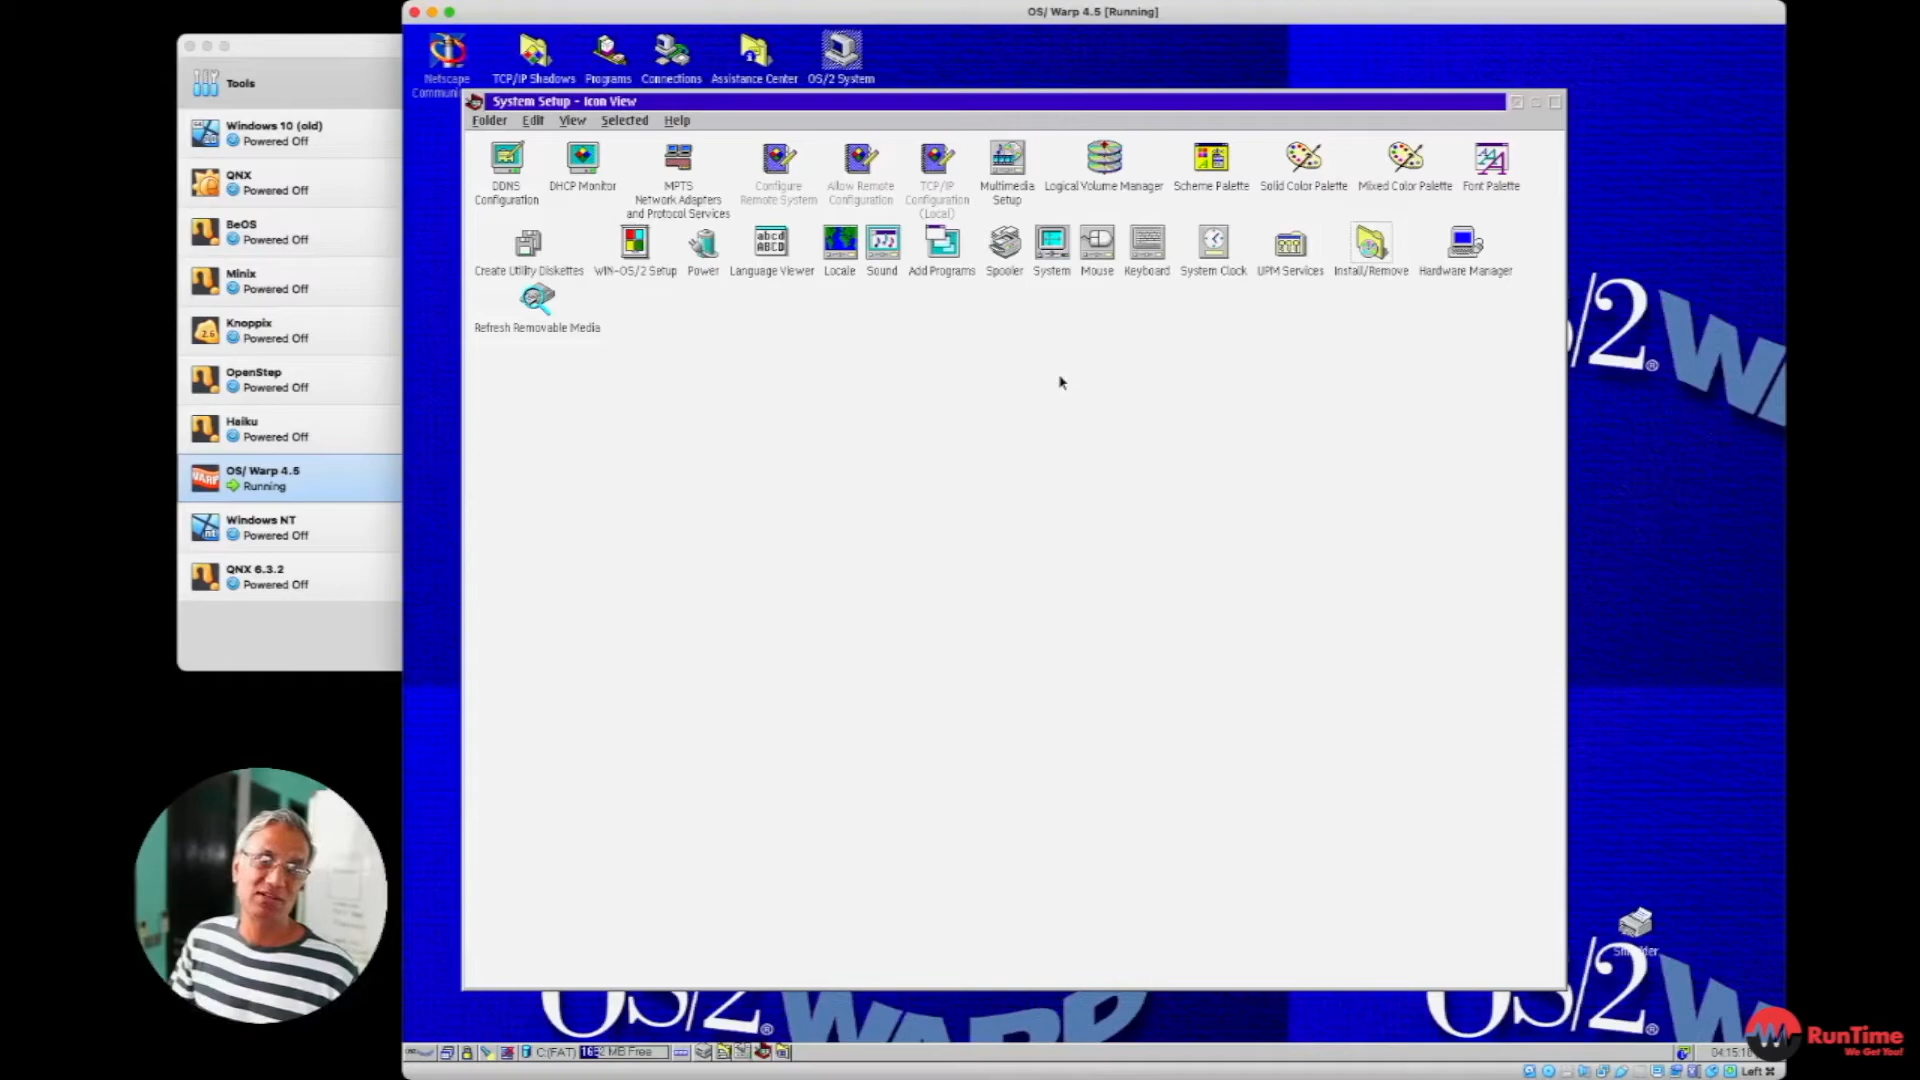 OS/ Warp 4.5 [Running]
Tools
Windows 10 (old)
Powered Off
QNX
Powered Off
BeOS
Powered Off
Minix
Powered Off
Knoppix
Powered Off
OpenStep
Powered Off
Haiku
Powered Off
OS/ Warp 4.5
Running
Windows NT
Powered Off
QNX 6.3.2
Powered Off
Netscape
TCP/IP Shadows
Programs
Connections
Assistance Center
OS/2 System
System Setup - Icon View
Folder Edit View Selected Help
DDNS
Configuration
DHCP Monitor
MPTS
Network Adapters
and Protocol Services
Configure
Remote System
Allow Remote
Configuration
TCP/IP
Configuration
(Local)
Multimedia
Setup
Logical Volume Manager
Scheme Palette
Solid Color Palette
Mixed Color Palette
Font Palette
Create Utility Diskettes
WIN-OS/2 Setup
Power
abcd
ABCD
Language Viewer
Locale
Sound
Add Programs
Spooler
System
Mouse
Keyboard
System Clock
UPM Services
Install/Remove
Hardware Manager
Refresh Removable Media
C:(FAT)
MB Free
Left ⌘
RunTime
We Get You!